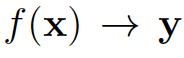 f(x) → y